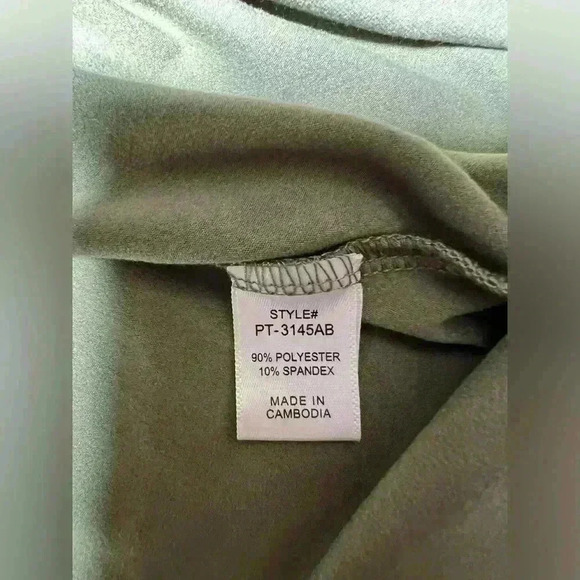 STYLE#
PT-3145AB
90% POLYESTER
10% SPANDEX
MADE IN
CAMBODIA